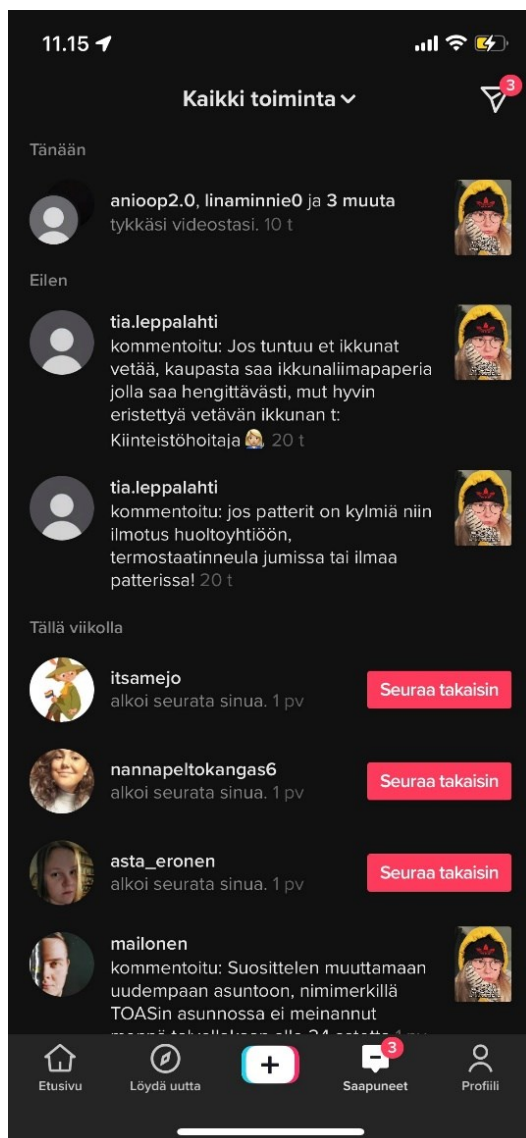 11.15
3
Kaikki toiminta
Tänään
anioop2.0, linaminnie0 ja 3 muuta
tykkäsi videostasi. 10 t
Eilen
tia.leppalahti
kommentoitu: Jos tuntuu et ikkunat
vetää, kaupasta saa ikkunaliimapaperia
jolla saa hengittävästi, mut hyvin
eristettyä vetävän ikkunan t:
Kiinteistöhoitaja 👩‍🔧 20 t
tia.leppalahti
kommentoitu: jos patterit on kylmiä niin
ilmotus huoltoyhtiöön,
termostaatinneula jumissa tai ilmaa
patterissa! 20 t
Tällä viikolla
itsamejo
alkoi seurata sinua. 1 pv
Seuraa takaisin
nannapeltokangas6
alkoi seurata sinua. 1 pv
Seuraa takaisin
asta_eronen
alkoi seurata sinua. 1 pv
Seuraa takaisin
mailonen
kommentoitu: Suosittelen muuttamaan
uudempaan asuntoon, nimimerkillä
TOASin asunnossa ei meinannut
3
Etusivu
Löydä uutta
Saapuneet
Profiili